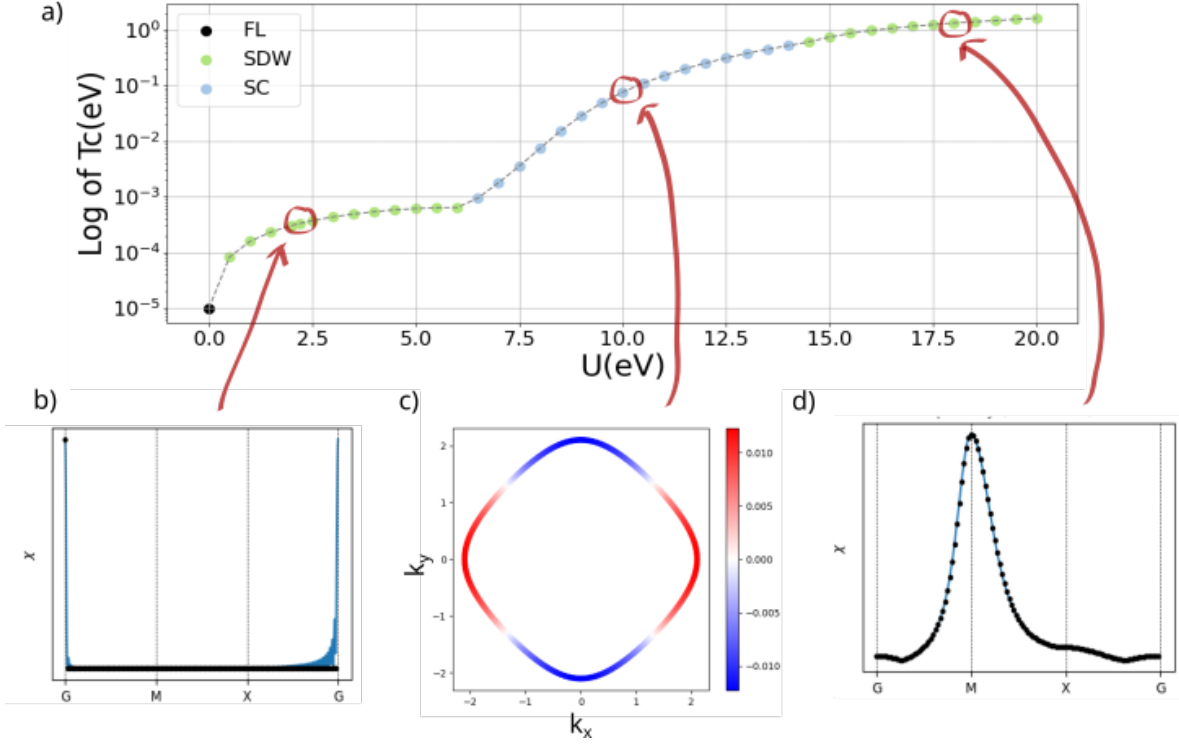 a)
Log of Tc(eV)
10⁰
10⁻¹
10⁻²
10⁻³
10⁻⁴
10⁻⁵
FL
SDW
SC
0.0 2.5 5.0 7.5 10.0 12.5 15.0 17.5 20.0
U(eV)
b)
χ
G M X G
c)
k_y
2
1
0
−1
−2
−2 −1 0 1 2
k_x
0.010
0.005
0.000
−0.005
−0.010
d)
χ
G M X G